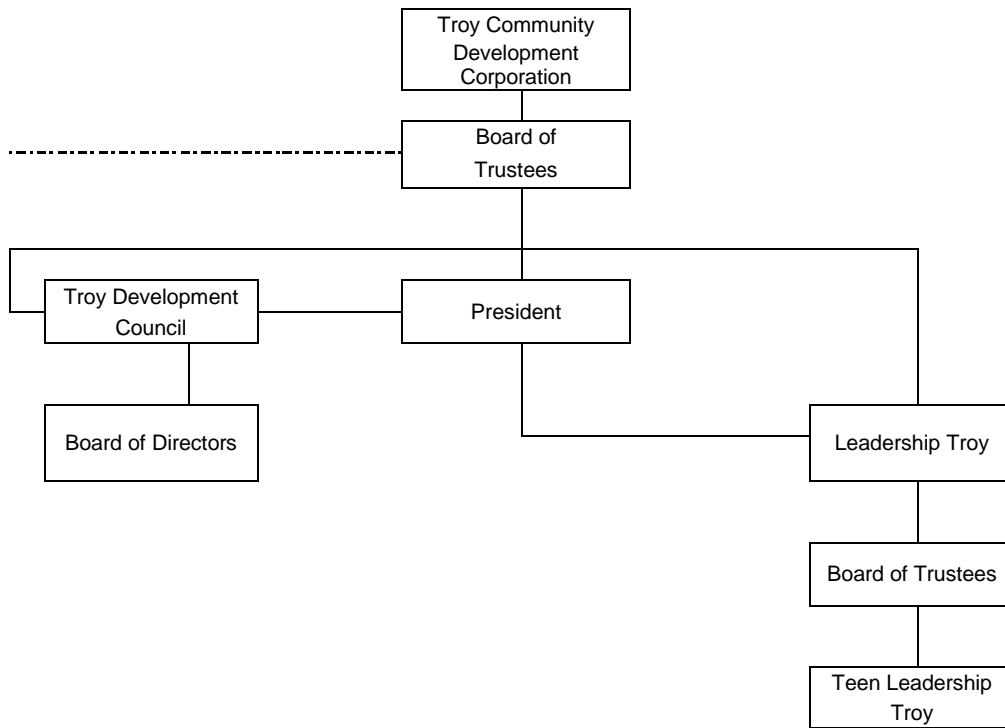 Troy Community
Development
Corporation
Board of
Trustees
Troy Development
Council
President
Board of Directors
Leadership Troy
Board of Trustees
Teen Leadership
Troy